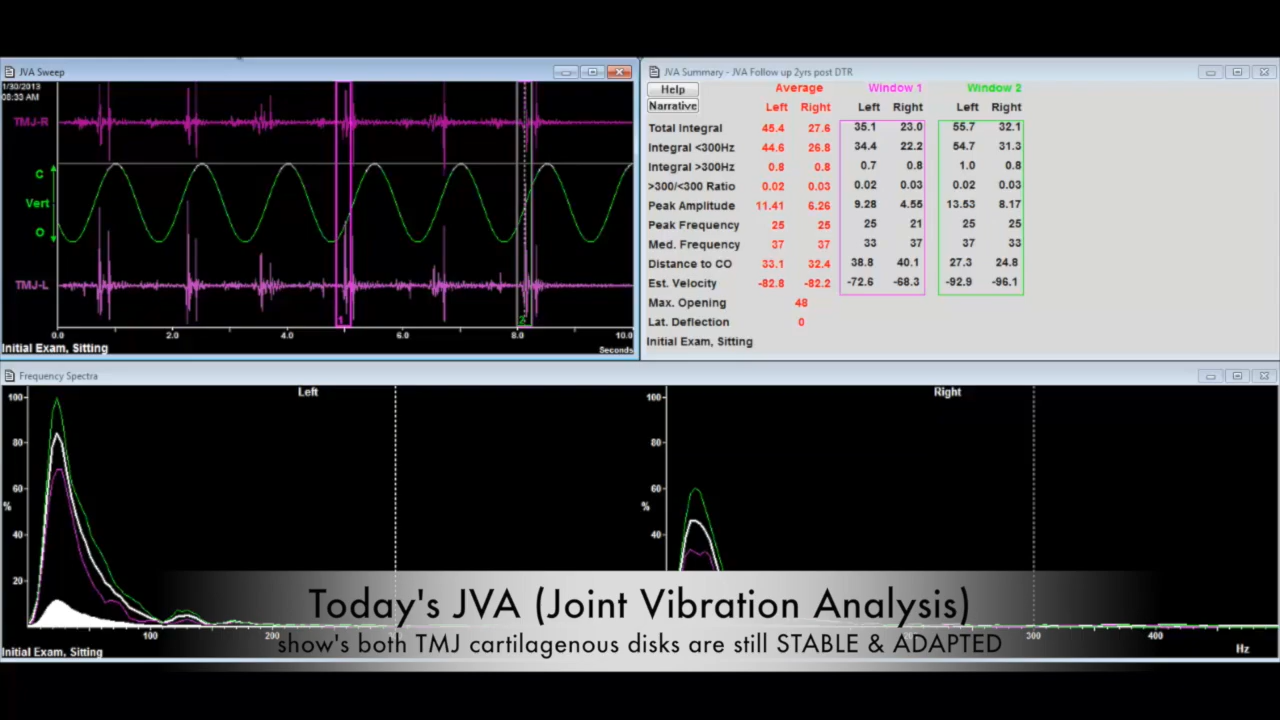 JVA Sweep
1/30/2013
08:33 AM
TMJ-R
C
Vert
O
TMJ-L
1
2
0.0 2.0 4.0 6.0 8.0 10.0
Initial Exam, Sitting Seconds
JVA Summary - JVA Follow up 2yrs post DTR
Help Average Window 1 Window 2
Narrative Left Right Left Right Left Right
Total Integral 45.4 27.6 35.1 23.0 55.7 32.1
Integral <300Hz 44.6 26.8 34.4 22.2 54.7 31.3
Integral >300Hz 0.8 0.8 0.7 0.8 1.0 0.8
>300/<300 Ratio 0.02 0.03 0.02 0.03 0.02 0.03
Peak Amplitude 11.41 6.26 9.28 4.55 13.53 8.17
Peak Frequency 25 25 25 21 25 25
Med. Frequency 37 37 33 37 37 33
Distance to CO 33.1 32.4 38.8 40.1 27.3 24.8
Est. Velocity -82.8 -82.2 -72.6 -68.3 -92.9 -96.1
Max. Opening 48
Lat. Deflection 0
Initial Exam, Sitting
Frequency Spectra
Left Right
100 100
80 80
60 60
% %
40 40
20
100 200 300 400
Hz
Initial Exam, Sitting
Today's JVA (Joint Vibration Analysis)
show's both TMJ cartilagenous disks are still STABLE & ADAPTED